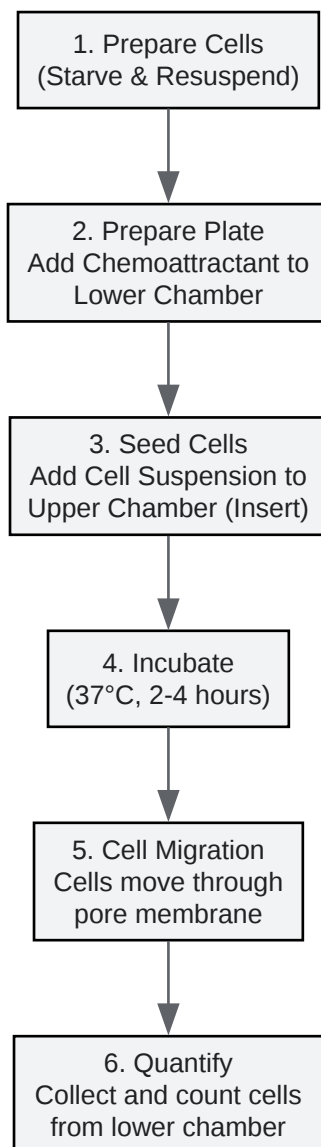 1. Prepare Cells
(Starve & Resuspend)
2. Prepare Plate
Add Chemoattractant to
Lower Chamber
3. Seed Cells
Add Cell Suspension to
Upper Chamber (Insert)
4. Incubate
(37°C, 2-4 hours)
5. Cell Migration
Cells move through
pore membrane
6. Quantify
Collect and count cells
from lower chamber